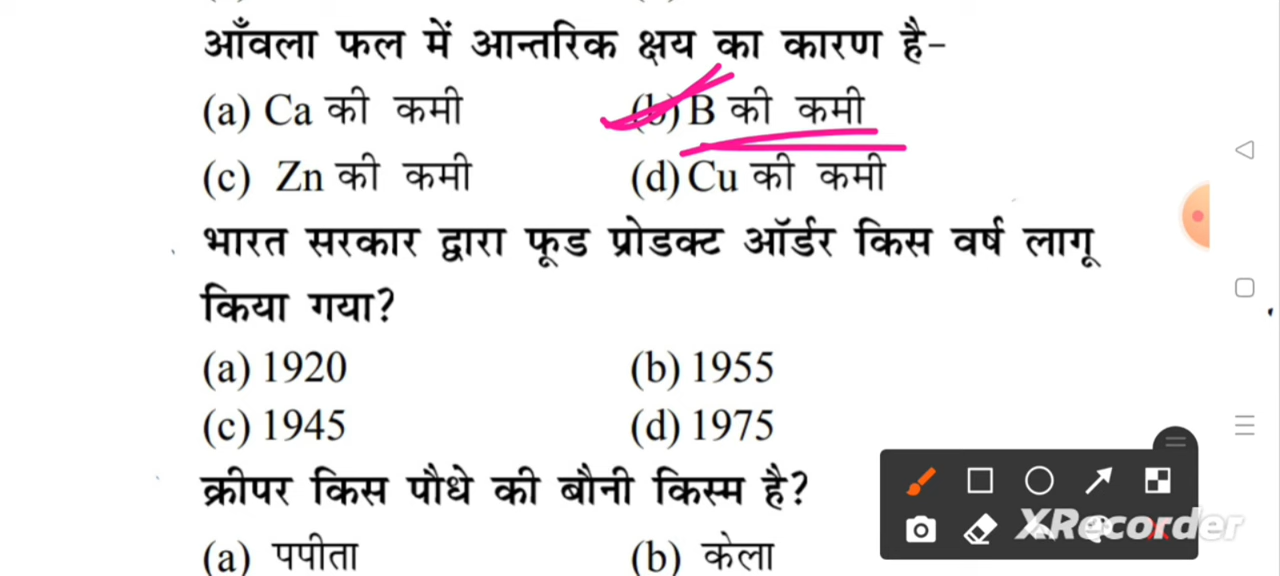 आँवला फल में आन्तरिक क्षय का कारण है-
(a) Ca की कमी (b) B की कमी
(c) Zn की कमी (d) Cu की कमी
भारत सरकार द्वारा फूड प्रोडक्ट ऑर्डर किस वर्ष लागू
किया गया?
(a) 1920 (b) 1955
(c) 1945 (d) 1975
क्रीपर किस पौधे की बौनी किस्म है?
XRecorder
(a) पपीता (b) केला